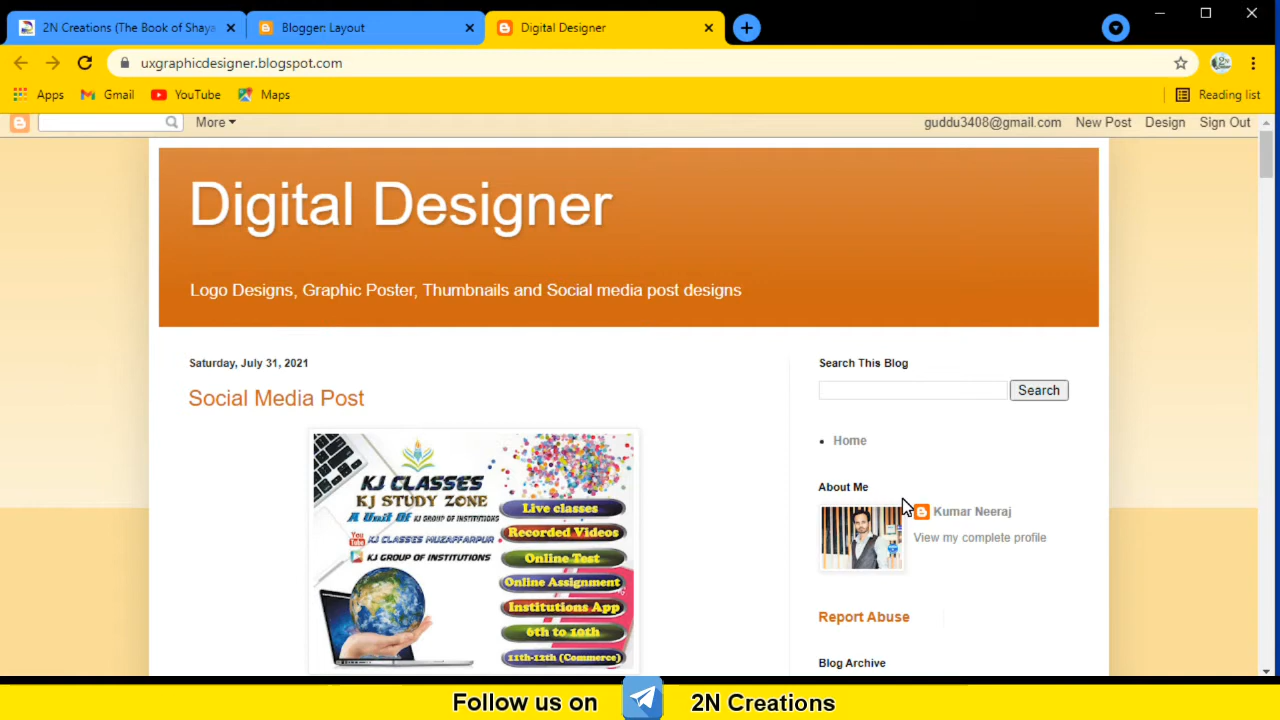 2N Creations (The Book of Shaya
Blogger: Layout
Digital Designer
uxgraphicdesigner.blogspot.com
Apps
Gmail
YouTube
Maps
Reading list
More
guddu3408@gmail.com
New Post
Design
Sign Out
Digital Designer
Logo Designs, Graphic Poster, Thumbnails and Social media post designs
Saturday, July 31, 2021
Social Media Post
KJ CLASSES
KJ STUDY ZONE
A Unit Of KJ GROUP OF INSTITUTIONS
You Tube KJ CLASSES MUZAFFARPUR
KJ GROUP OF INSTITUTIONS
Live classes
Recorded Videos
Online Test
Online Assignment
Institutions App
6th to 10th
11th-12th (Commerce)
Search This Blog
Search
Home
About Me
Kumar Neeraj
View my complete profile
Report Abuse
Blog Archive
Follow us on
2N Creations